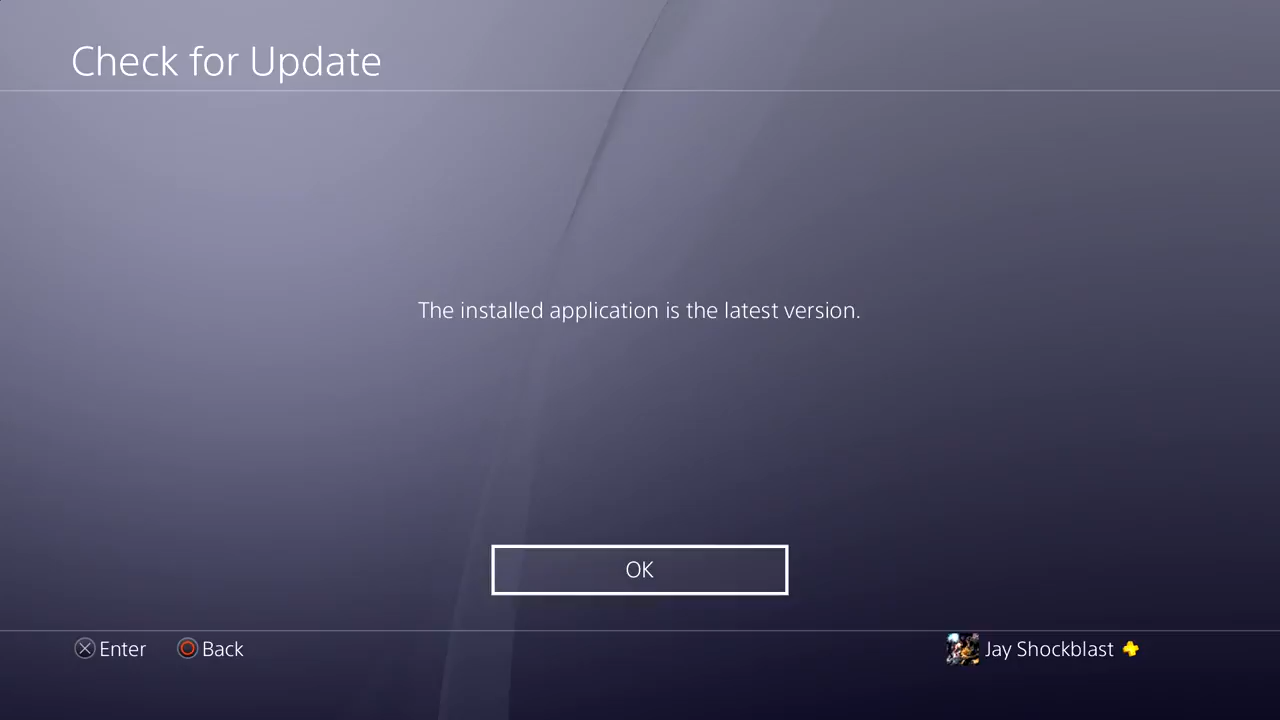 Check for Update
The installed application is the latest version.
OK
Enter Back Jay Shockblast